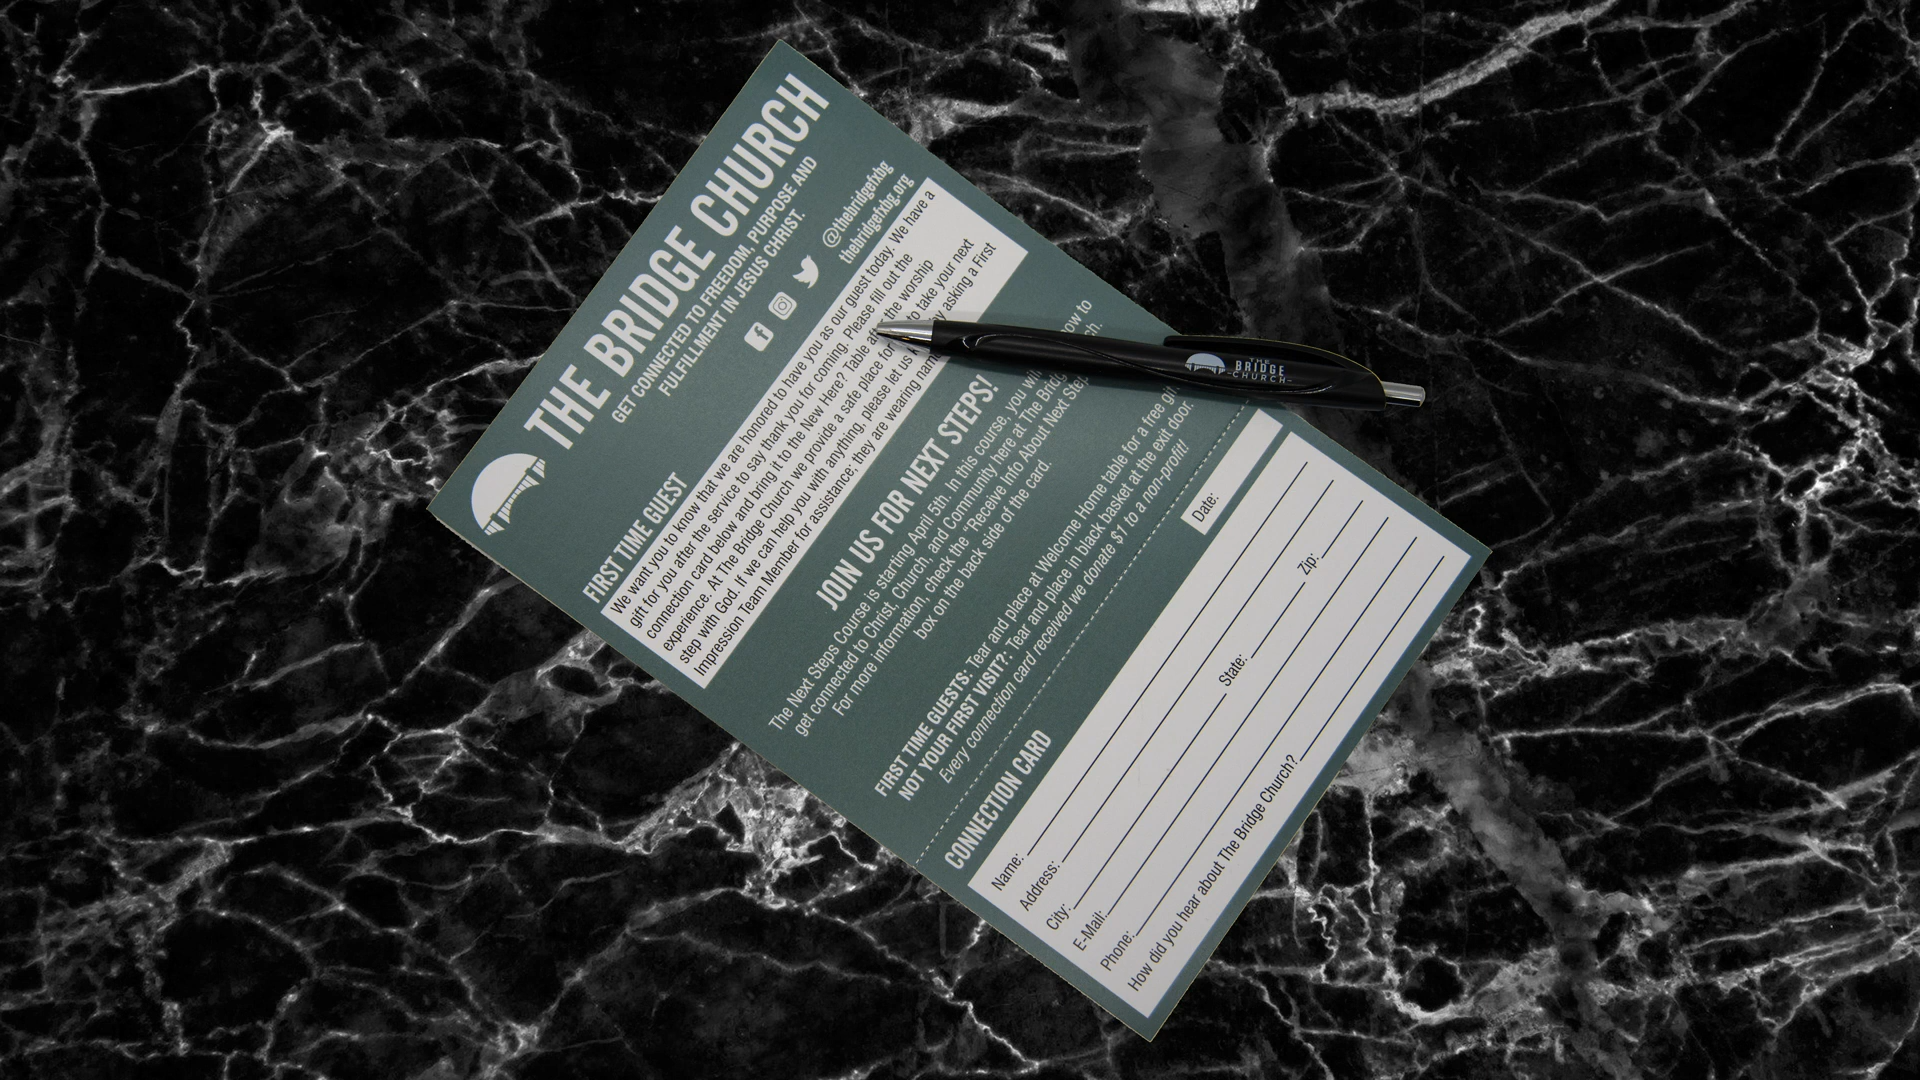 THE BRIDGE CHURCH
GET CONNECTED TO FREEDOM, PURPOSE AND
FULFILLMENT IN JESUS CHRIST.
@thebridgefxbg
thebridgefxbg.org
FIRST TIME GUEST
We want you to know that we are honored to have you as our guest today. We have a
gift for you after the service to say thank you for coming. Please fill out the
connection card below and bring it to the New Here? Table the worship
experience. At The Bridge Church we provide a safe place for to take your next
step with God. If we can help you with anything, please let us asking a First
Impression Team Member for assistance; they are wearing
JOIN US FOR NEXT STEPS!
The Next Steps Course is starting April 5th. In this course, you to
get connected to Christ, Church, and Community here at The
For more information, check the "Receive Info About Next
box on the back side of the card.
FIRST TIME GUESTS: Tear and place at Welcome Home table for a free
NOT YOUR FIRST VISIT?: Tear and place in black basket at the exit door.
Every connection card received we donate $1 to a non-profit!
CONNECTION CARD
Date:
Name:
Address:
City: State: Zip:
E-Mail:
Phone:
How did you hear about The Bridge Church?
THE
BRIDGE
-CHURCH-